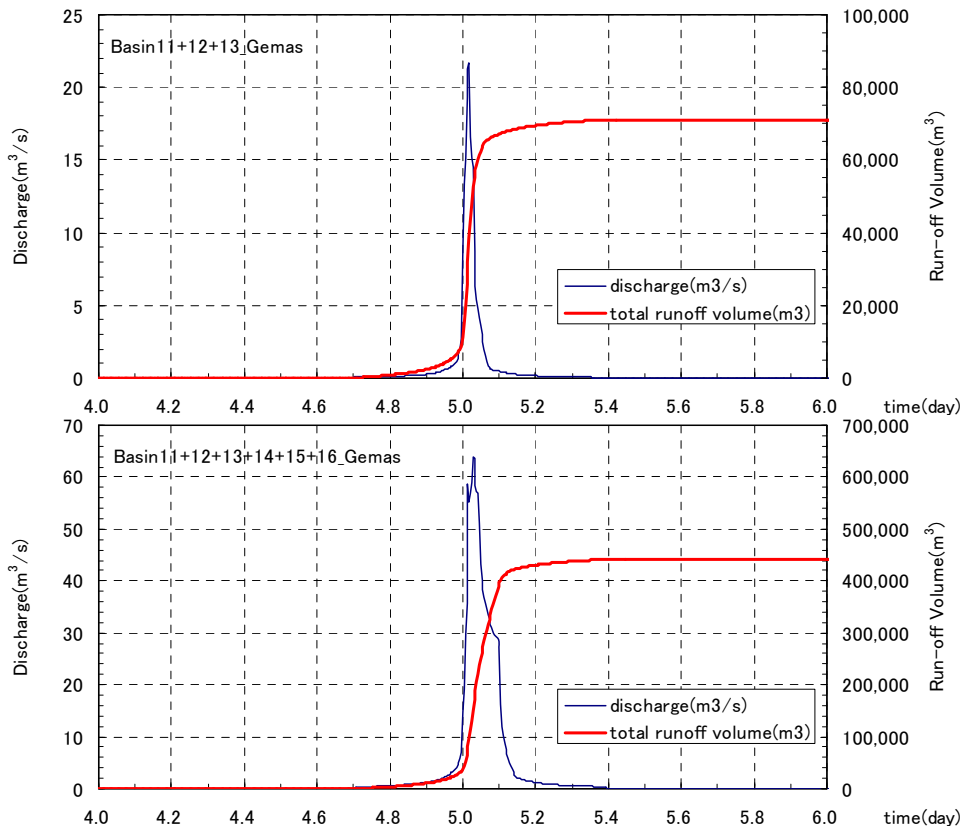 25
100,000
Basin11+12+13_Gemas
20
80,000
15
60,000
10
40,000
5
20,000
0
0
Discharge(m³/s)
Run-off Volume(m³)
discharge(m3/s)
total runoff volume(m3)
4.0 4.2 4.4 4.6 4.8 5.0 5.2 5.4 5.6 5.8 6.0
time(day)
70
700,000
Basin11+12+13+14+15+16_Gemas
60
600,000
50
500,000
40
400,000
30
300,000
20
200,000
10
100,000
0
0
Discharge(m³/s)
Run-off Volume(m³)
discharge(m3/s)
total runoff volume(m3)
4.0 4.2 4.4 4.6 4.8 5.0 5.2 5.4 5.6 5.8 6.0
time(day)